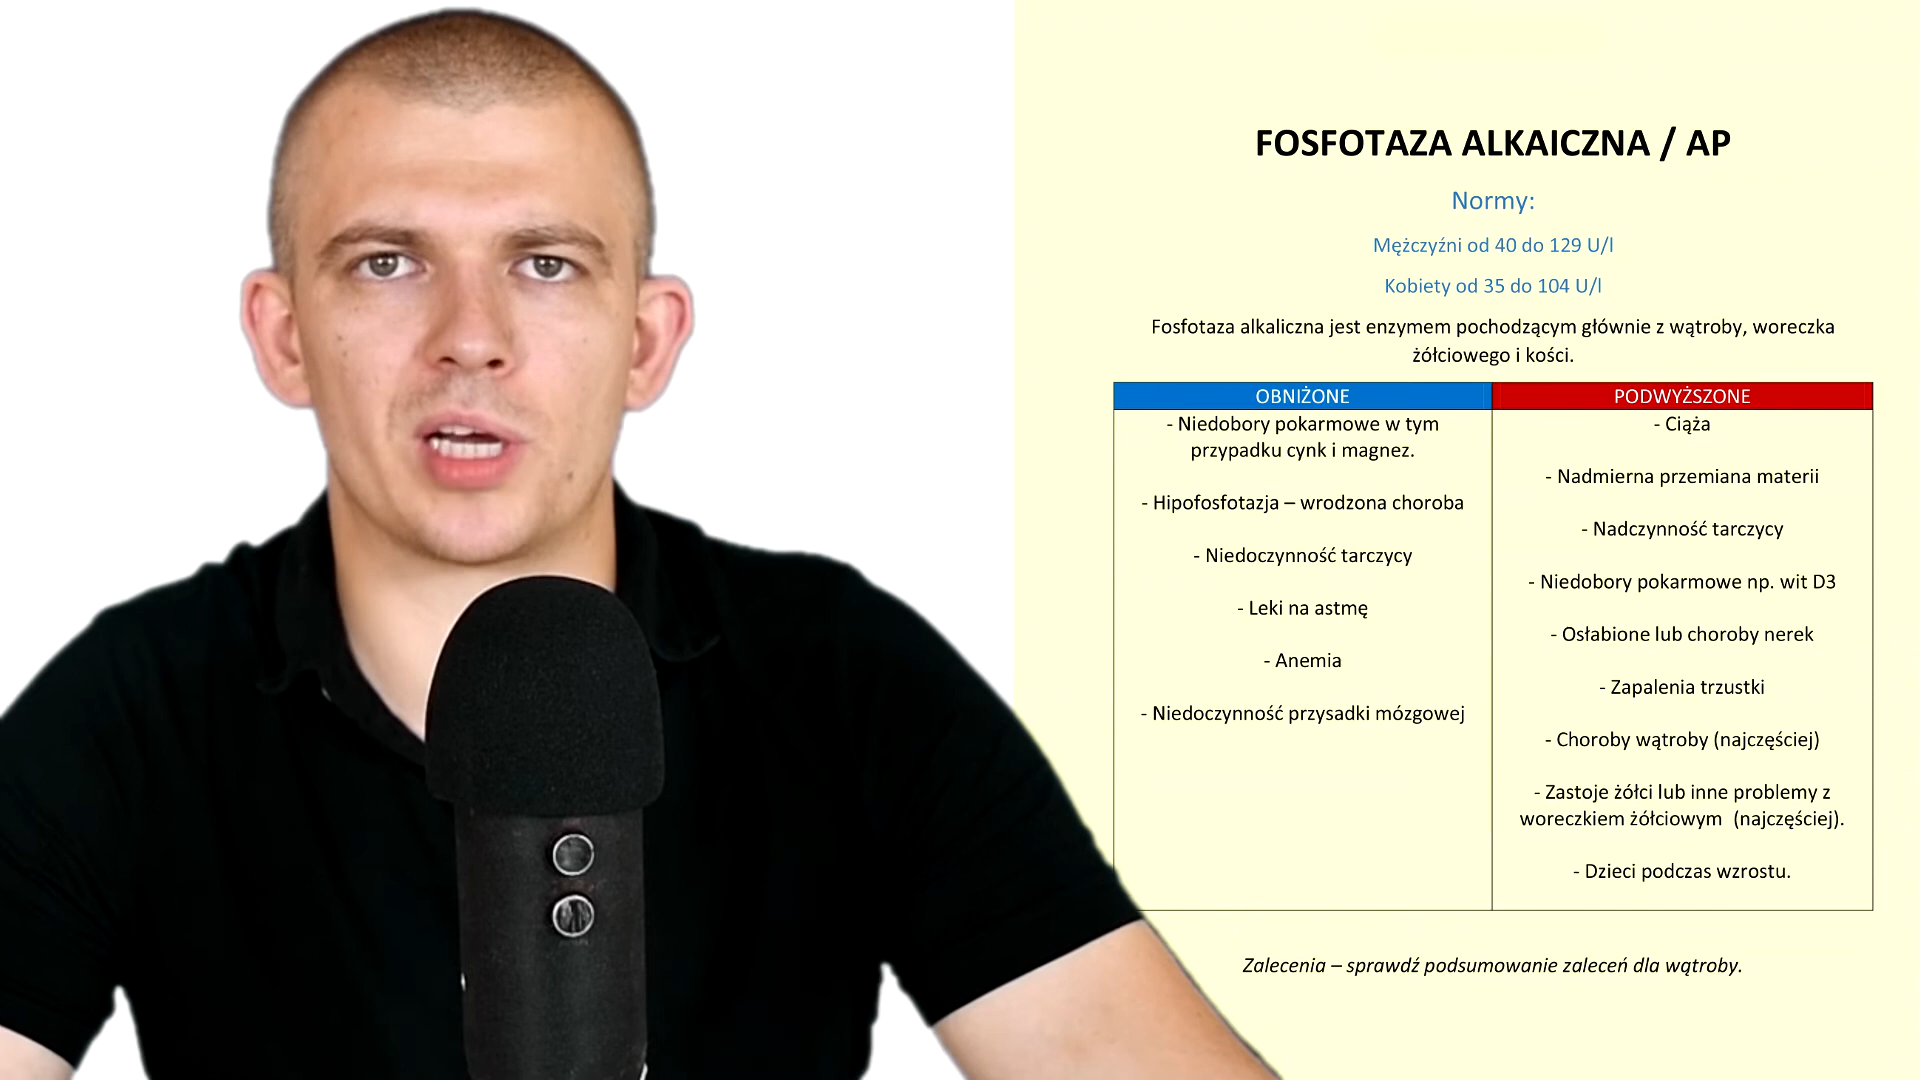 FOSFOTAZA ALKAICZNA / AP
Normy:
Mężczyźni od 40 do 129 U/l
Kobiety od 35 do 104 U/l
Fosfotaza alkaliczna jest enzymem pochodzącym głównie z wątroby, woreczka
żółciowego i kości.
OBNIŻONE
- Niedobory pokarmowe w tym
przypadku cynk i magnez.
- Hipofosfotazja – wrodzona choroba
- Niedoczynność tarczycy
- Leki na astmę
- Anemia
- Niedoczynność przysadki mózgowej
PODWYŻSZONE
- Ciąża
- Nadmierna przemiana materii
- Nadczynność tarczycy
- Niedobory pokarmowe np. wit D3
- Osłabione lub choroby nerek
- Zapalenia trzustki
- Choroby wątroby (najczęściej)
- Zastoje żółci lub inne problemy z
woreczkiem żółciowym (najczęściej).
- Dzieci podczas wzrostu.
Zalecenia – sprawdź podsumowanie zaleceń dla wątroby.